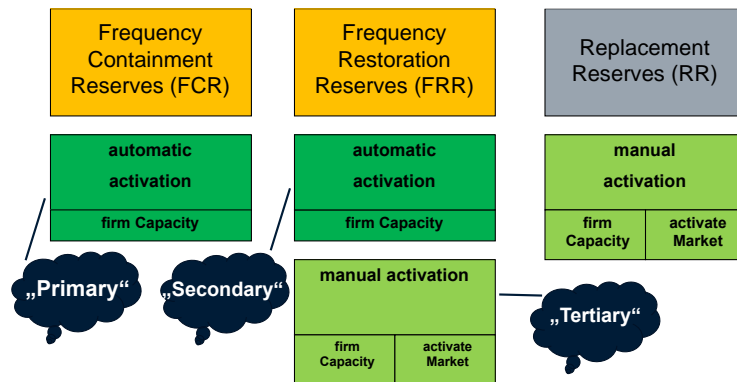 Frequency
Containment
Reserves (FCR)
Frequency
Restoration
Reserves (FRR)
Replacement
Reserves (RR)
automatic
activation
firm Capacity
automatic
activation
firm Capacity
manual
activation
firm
Capacity
activate
Market
„Primary“
„Secondary“
manual activation
firm
Capacity
activate
Market
„Tertiary“